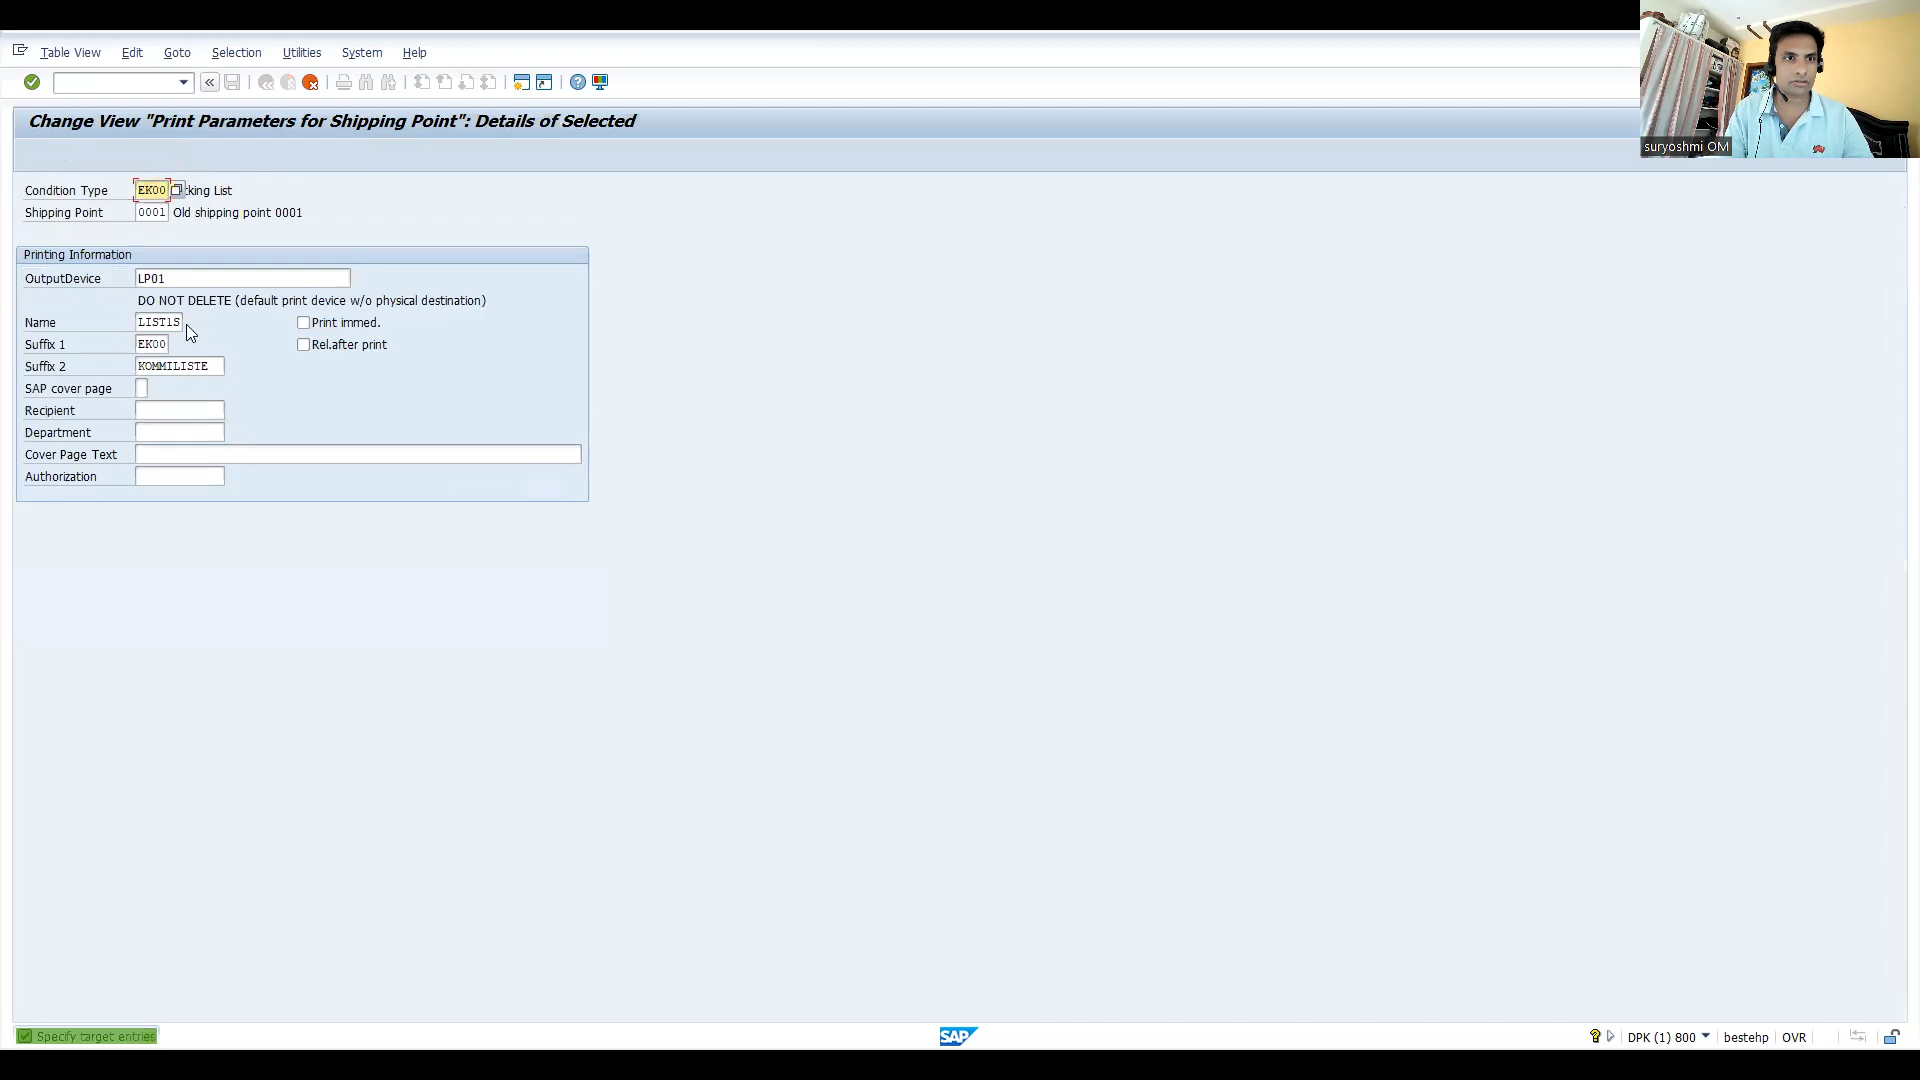 Table View Edit Goto Selection Utilities System Help
Change View "Print Parameters for Shipping Point": Details of Selected
Condition Type EK00 cking List
Shipping Point 0001 Old shipping point 0001
Printing Information
OutputDevice LP01
DO NOT DELETE (default print device w/o physical destination)
Name LIST1S Print immed.
Suffix 1 EK00 Rel.after print
Suffix 2 KOMMILISTE
SAP cover page
Recipient
Department
Cover Page Text
Authorization
Specify target entries
SAP
DPK (1) 800 bestehp OVR
suryoshmi OM